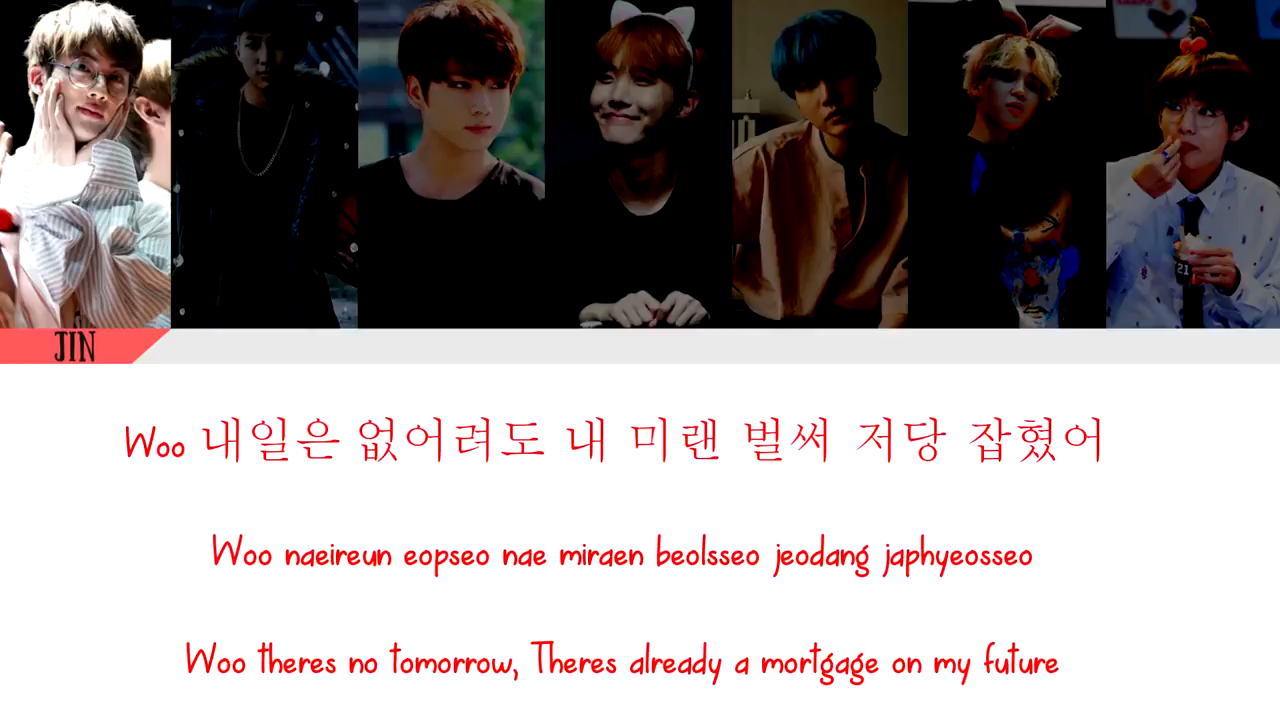 21
JIN
Woo 내일은 없어려도 내 미랜 벌써 저당 잡혔어
Woo naeireun eopseo nae miraen beolsseo jeodang japhyeosseo
Woo theres no tomorrow, Theres already a mortgage on my future